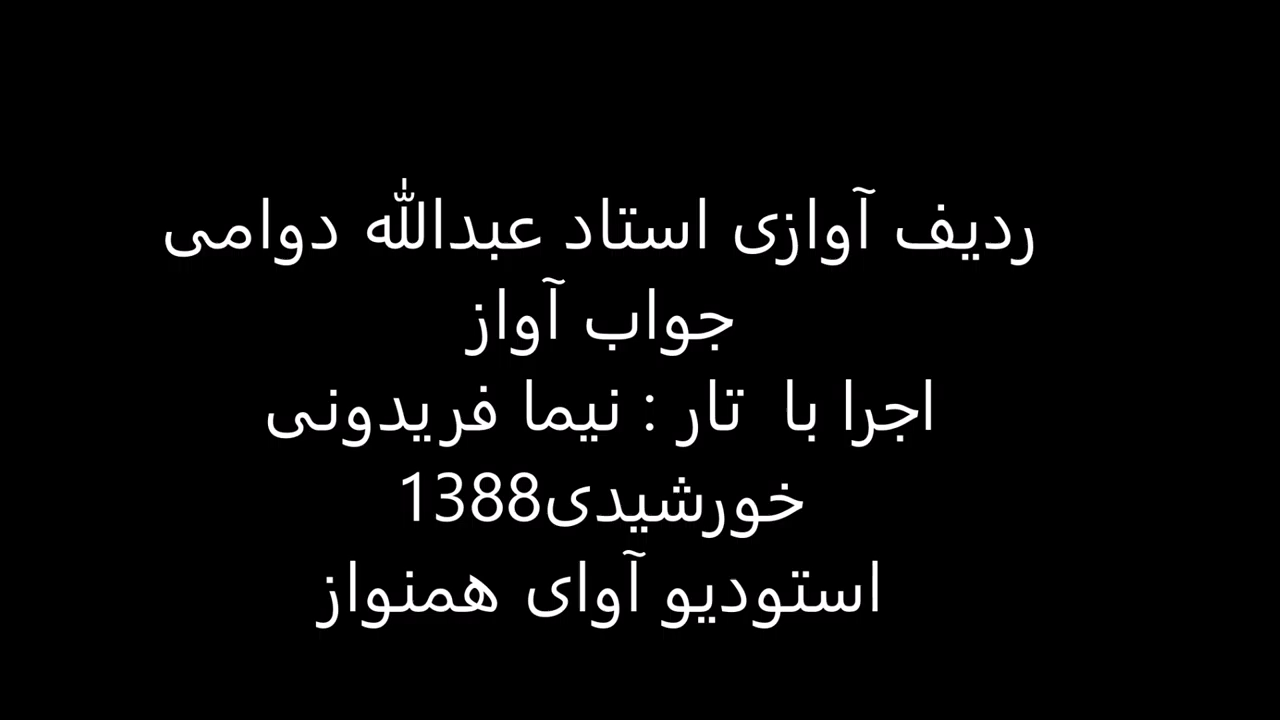 ردیف آوازی استاد عبدالله دوامی
جواب آواز
اجرا با تار : نیما فریدونی
خورشیدی1388
استودیو آوای همنواز